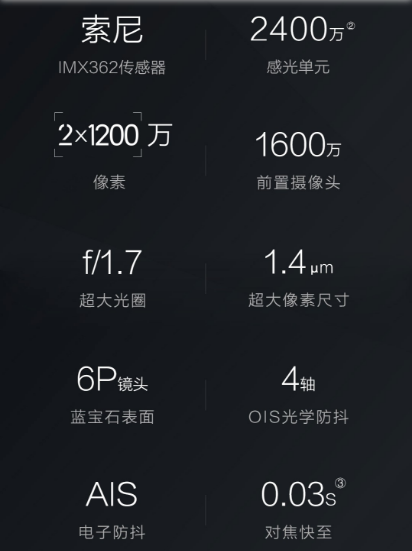 索尼 2400万②
IMX362传感器 感光单元
2×1200万 1600万
像素 前置摄像头
f/1.7 1.4μm
超大光圈 超大像素尺寸
6P镜头 4轴
蓝宝石表面 OIS光学防抖
AIS 0.03s③
电子防抖 对焦快至